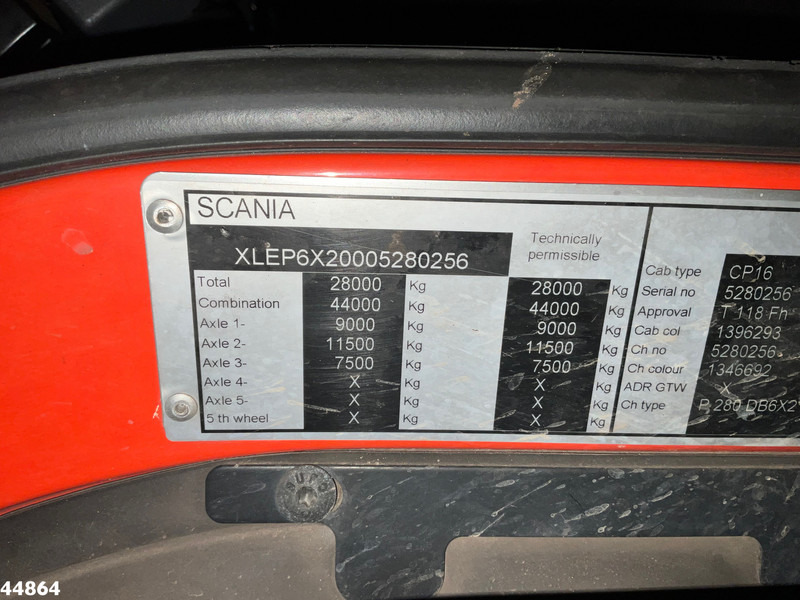 SCANIA
XLEP6X20005280256
Technically
permissible
Total 28000 Kg 28000 Kg
Combination 44000 Kg 44000 Kg
Axle 1- 9000 Kg 9000 Kg
Axle 2- 11500 Kg 11500 Kg
Axle 3- 7500 Kg 7500 Kg
Axle 4- X Kg X Kg
Axle 5- X Kg X Kg
5 th wheel X Kg X Kg
Cab type CP16
Serial no 5280256
Approval T 118 Fh
Cab col 1396293
Ch no 5280256
Ch colour 1346692
ADR GTW X
Ch type P 280 DB6X2
44864